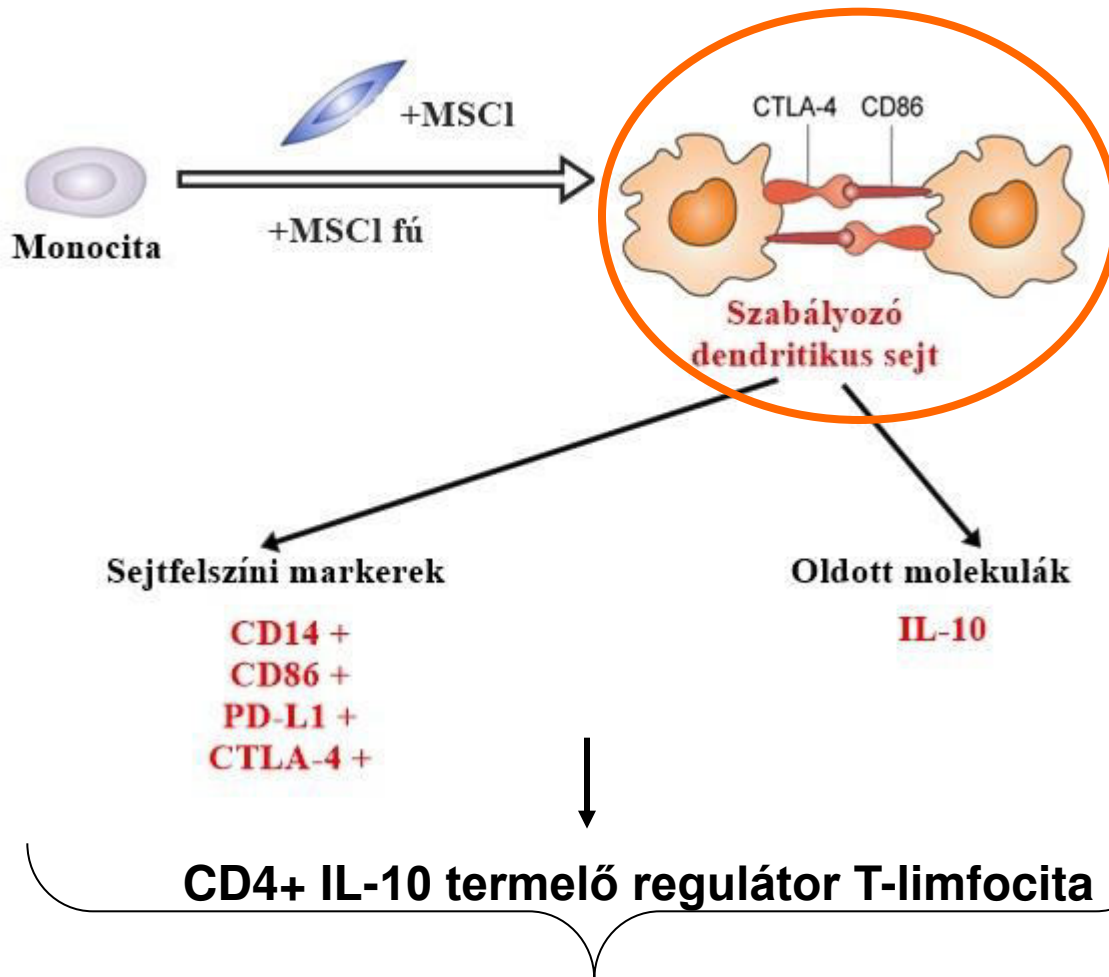 +MSCl
CTLA-4 CD86
Monocita
+MSCl fú
Szabályozó
dendritikus sejt
Sejtfelszíni markerek
CD14 +
CD86 +
PD-L1 +
CTLA-4 +
Oldott molekulák
IL-10
CD4+ IL-10 termelő regulátor T-limfocita